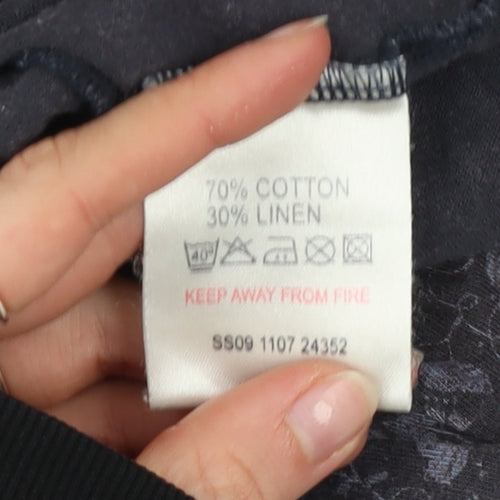 70% COTTON
30% LINEN
40°
KEEP AWAY FROM FIRE
SS09 1107 24352